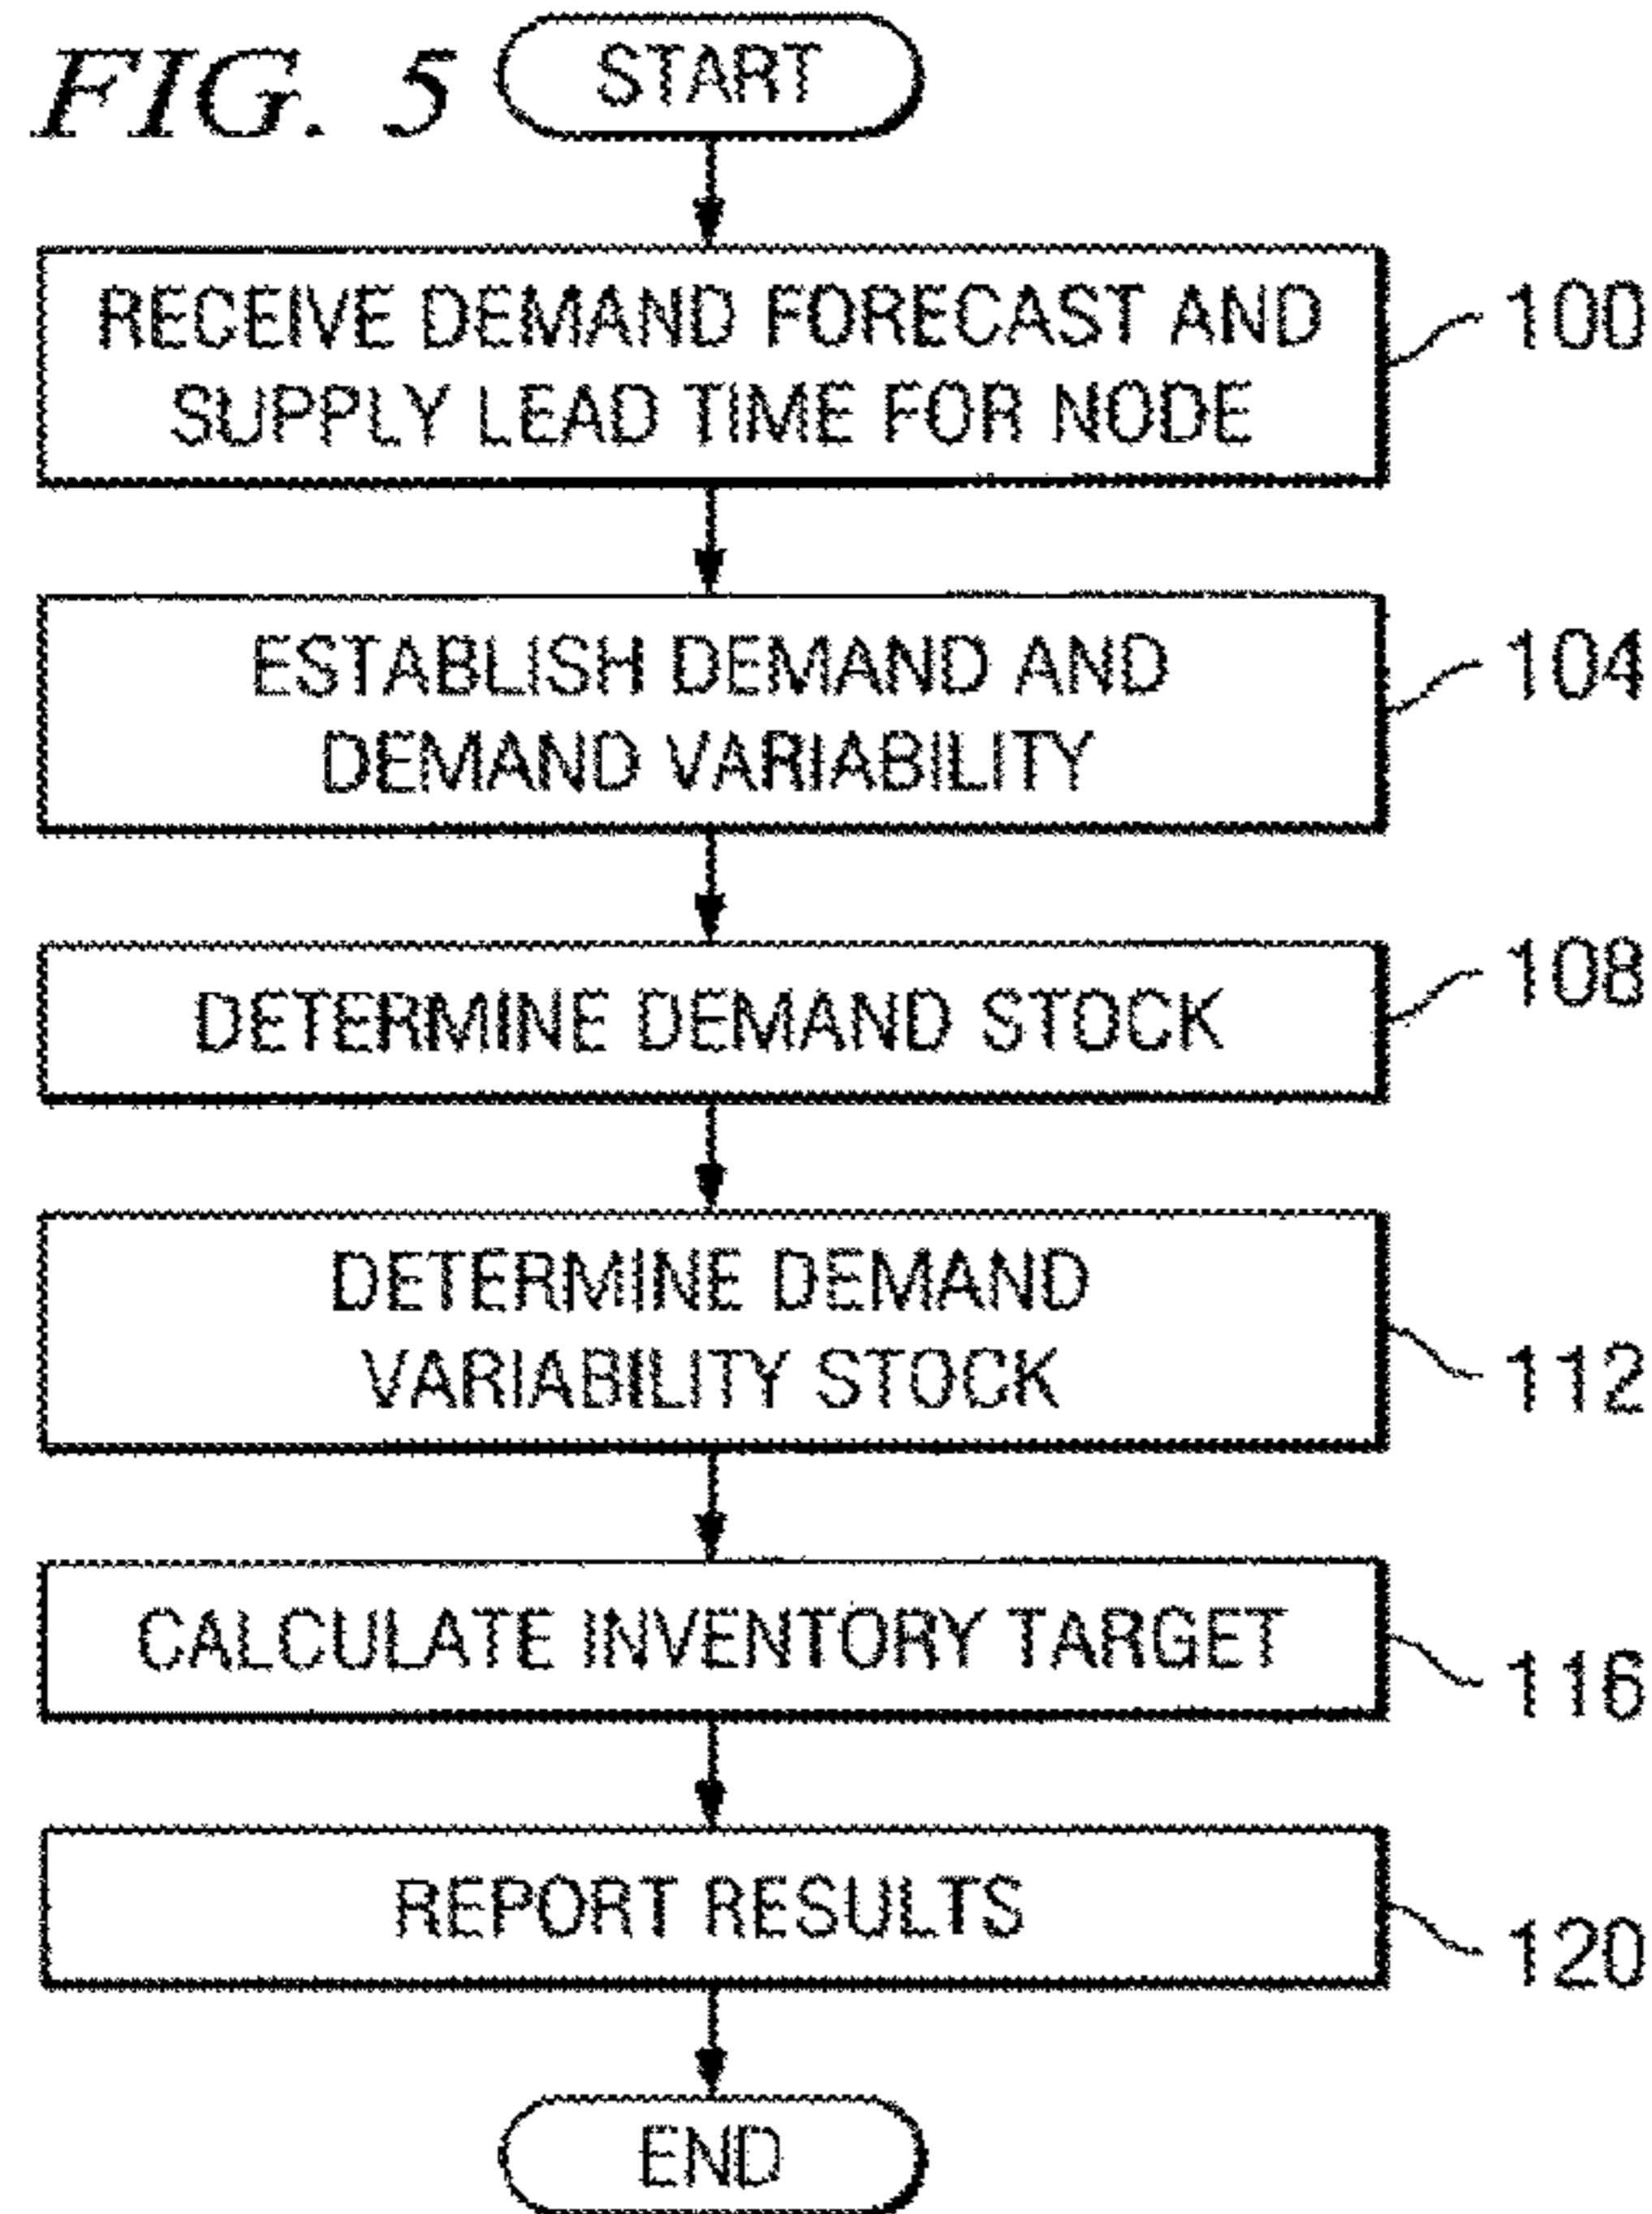 FIG. 5
START
RECEIVE DEMAND FORECAST AND
SUPPLY LEAD TIME FOR NODE
100
ESTABLISH DEMAND AND
DEMAND VARIABILITY
104
DETERMINE DEMAND STOCK
108
DETERMINE DEMAND
VARIABILITY STOCK
112
CALCULATE INVENTORY TARGET
116
REPORT RESULTS
120
END